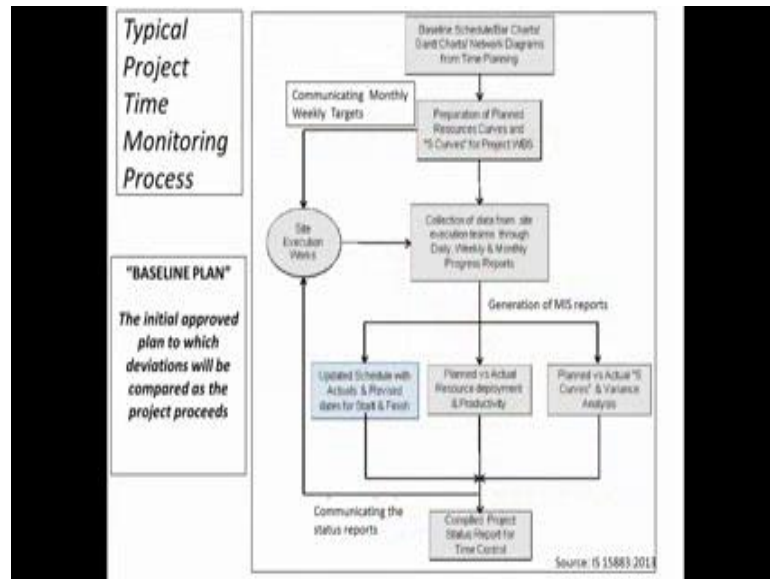 Typical
Project
Time
Monitoring
Process
"BASELINE PLAN"
The initial approved
plan to which
deviations will be
compared as the
project proceeds
Baseline Schedule/Bar Charts/
Gantt Charts/ Network Diagrams
from Time Planning
Communicating Monthly
Weekly Targets
Preparation of Planned
Resources Curves and
"S Curves" for Project WBS
Site
Execution
Works
Collection of data from site
execution teams through
Daily, Weekly & Monthly
Progress Reports
Generation of MIS reports
Updated Schedule with
Actuals & Revised
dates for Start & Finish
Planned vs Actual
Resource deployment
& Productivity
Planned vs Actual "S
Curves" & Variance
Analysis
Communicating the
status reports
Compiled Project
Status Report for
Time Control
Source: IS 15883 2013